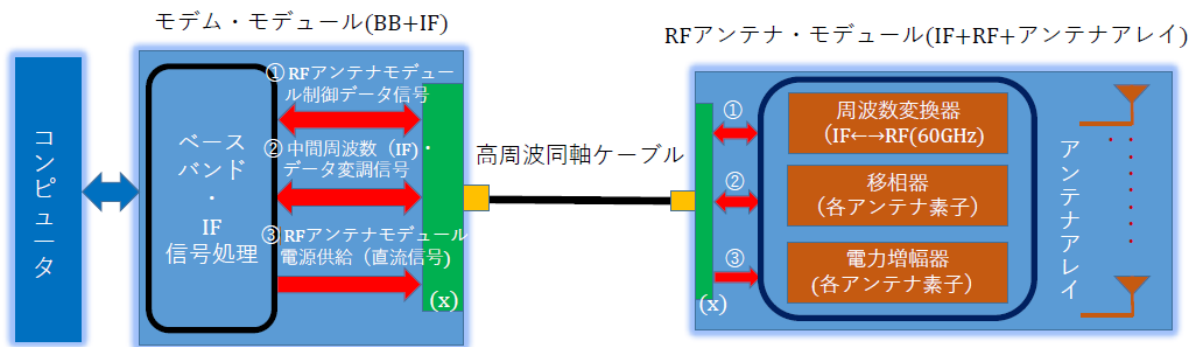 モデム・モジュール(BB+IF)
コンピュータ
ベース
バンド
・
IF
信号処理
① RFアンテナモデュー
ル制御データ信号
② 中間周波数（IF)・
データ変調信号
③ RFアンテナモデュール
電源供給（直流信号)
(x)
高周波同軸ケーブル
RFアンテナ・モジュール(IF+RF+アンテナアレイ)
①
②
③
(x)
周波数変換器
（IF←→RF(60GHz)
移相器
(各アンテナ素子）
電力増幅器
(各アンテナ素子）
アンテナアレイ